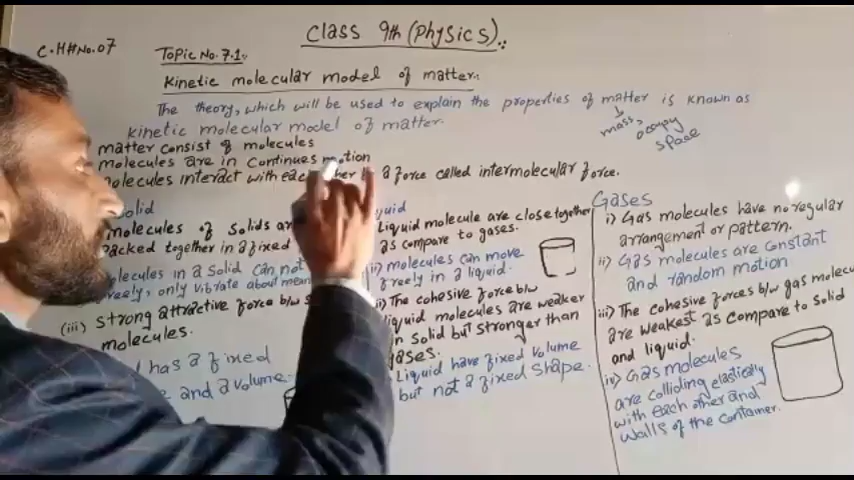 Class 9th (Physics)
C.H#No.07
Topic No.7.1
Kinetic molecular model of matter.
The theory, which will be used to explain the properties of matter is known as
kinetic molecular model of matter.
mass, occupy
space
matter consist of molecules
molecules are in continues motion
molecules interact with each other a force called intermolecular force.
Solid
molecules of Solids
packed together in a fixed
molecules in a solid can not
freely, only vibrate about mean
(iii) strong attractive force b/w
molecules.
has a fixed
and a volume.
Liquid
Liquid molecule are close together
as compare to gases.
ii) molecules can move
freely in a liquid.
ii) The cohesive force b/w
liquid molecules are weaker
in solid but stronger than
gases.
Liquid have fixed volume
but not a fixed shape.
Gases
i) Gas molecules have no regular
arrangement or pattern.
ii) Gas molecules are constant
and random motion
iii) The cohesive forces b/w gas molecu
are weakest as compare to solid
and liquid.
iv) Gas molecules
are colliding elastically
with each other and
walls of the container.